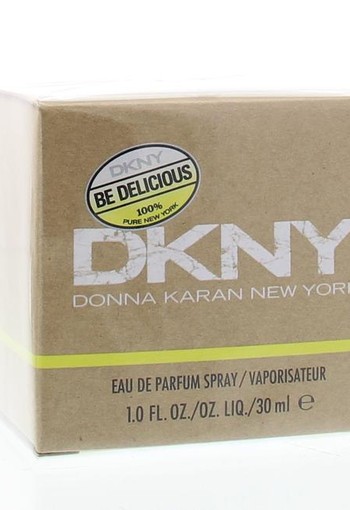 DKNY
BE DELICIOUS
100%
PURE NEW YORK
DKNY
DONNA KARAN NEW YORK
EAU DE PARFUM SPRAY/VAPORISATEUR
1.0 FL. OZ./OZ. LIQ./30 ml ℮